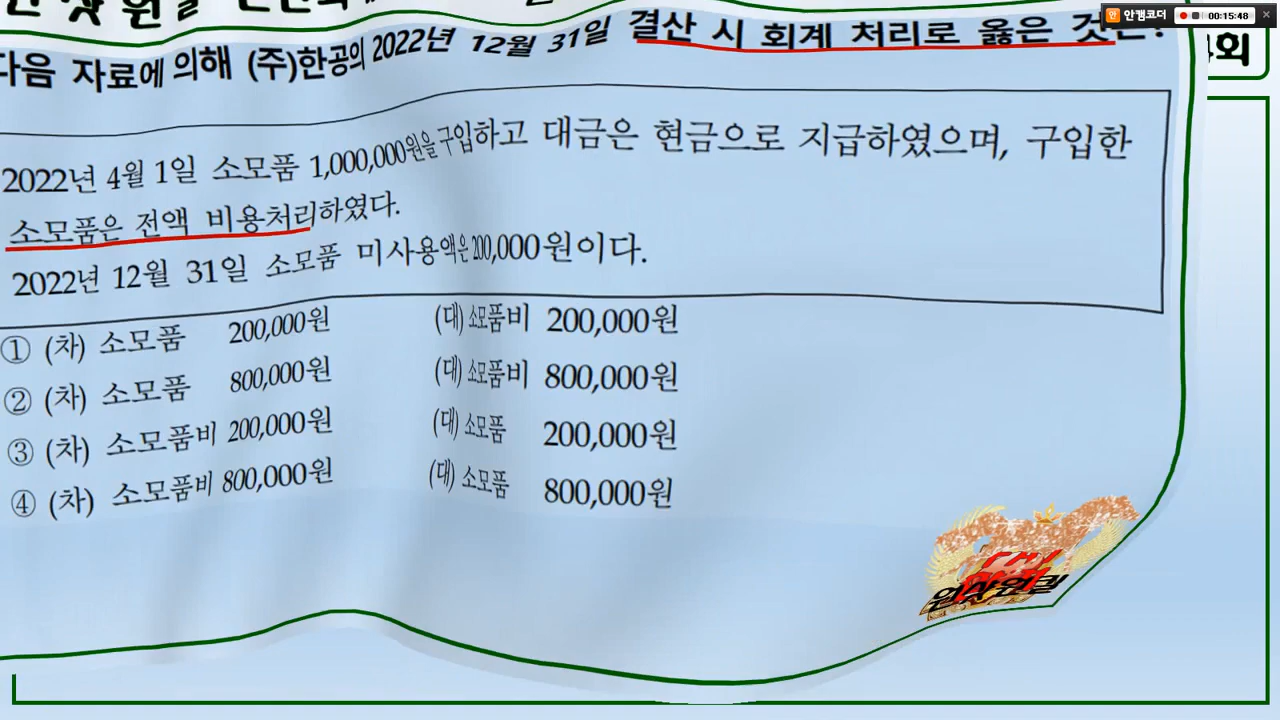 안캠코더 00:15:48
다음 자료에 의해 (주)한공의 2022년 12월 31일 결산 시 회계 처리로 옳은 것은?
2022년 4월 1일 소모품 1,000,000원을 구입하고 대금은 현금으로 지급하였으며, 구입한
소모품은 전액 비용처리하였다.
2022년 12월 31일 소모품 미사용액은 200,000원이다.
① (차) 소모품 200,000원 (대) 소모품비 200,000원
② (차) 소모품 800,000원 (대) 소모품비 800,000원
③ (차) 소모품비 200,000원 (대) 소모품 200,000원
④ (차) 소모품비 800,000원 (대) 소모품 800,000원
원샷원킬